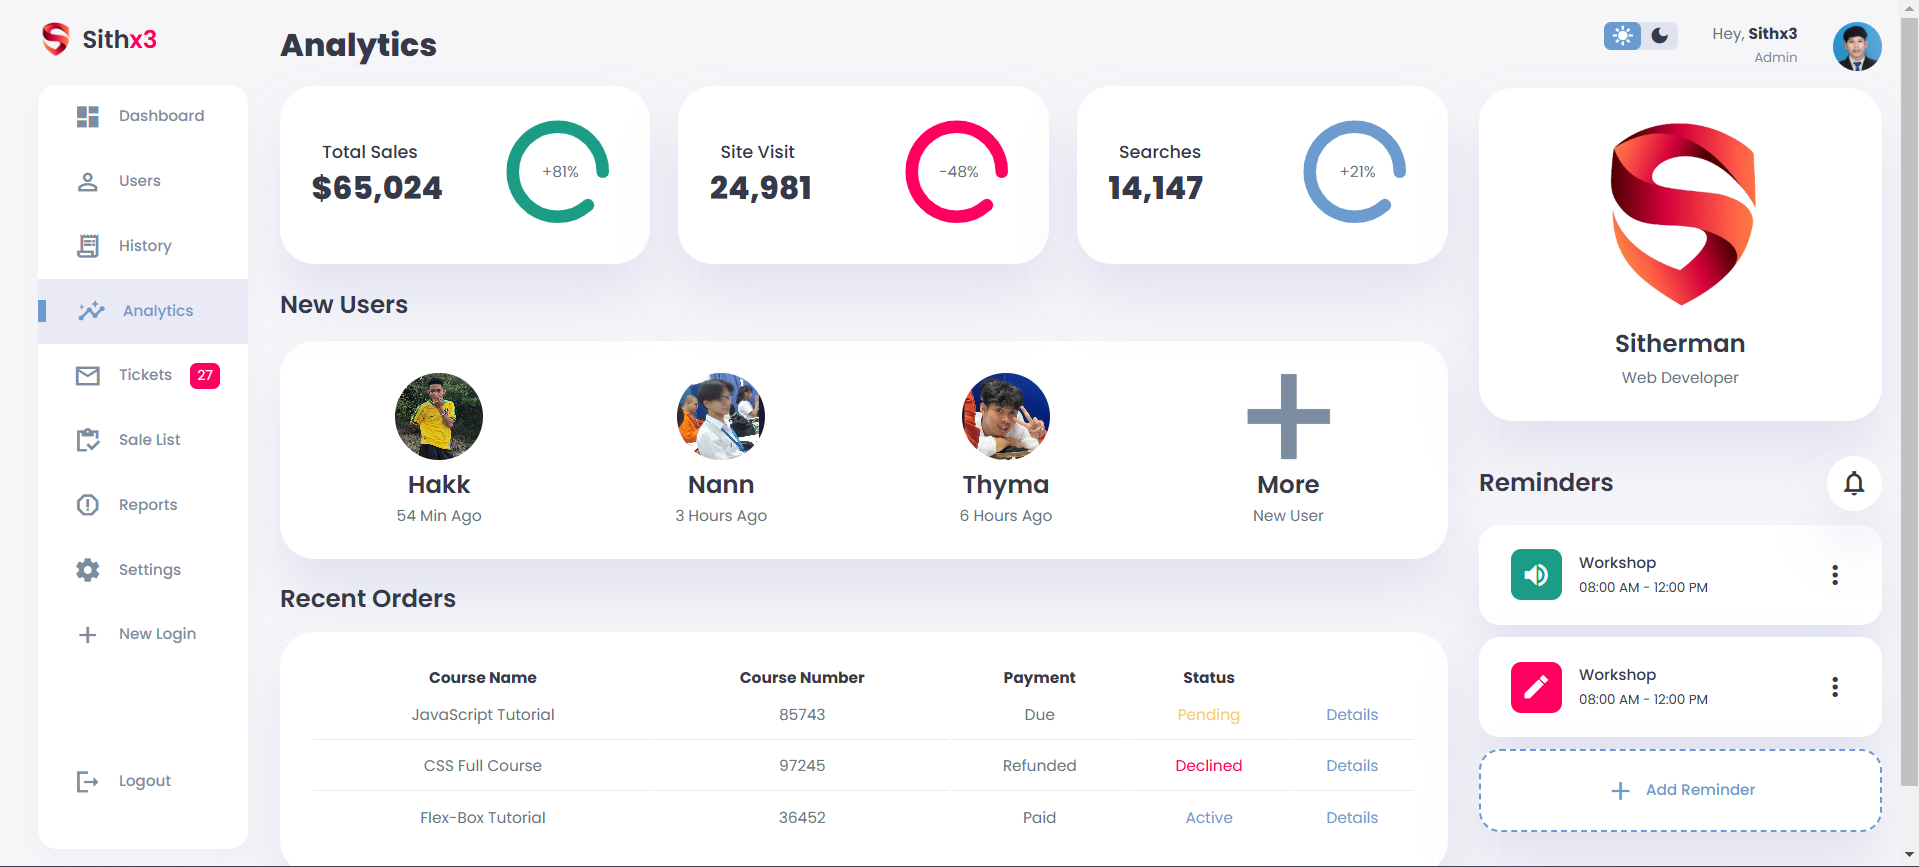 Sithx3
Dashboard
Users
History
Analytics
Tickets 27
Sale List
Reports
Settings
New Login
Logout
Analytics
Total Sales
$65,024
+81%
Site Visit
24,981
-48%
Searches
14,147
+21%
New Users
Hakk
54 Min Ago
Nann
3 Hours Ago
Thyma
6 Hours Ago
More
New User
Recent Orders
Course Name Course Number Payment Status
JavaScript Tutorial 85743 Due Pending Details
CSS Full Course 97245 Refunded Declined Details
Flex-Box Tutorial 36452 Paid Active Details
Hey, Sithx3
Admin
Sitherman
Web Developer
Reminders
Workshop
08:00 AM - 12:00 PM
Workshop
08:00 AM - 12:00 PM
Add Reminder